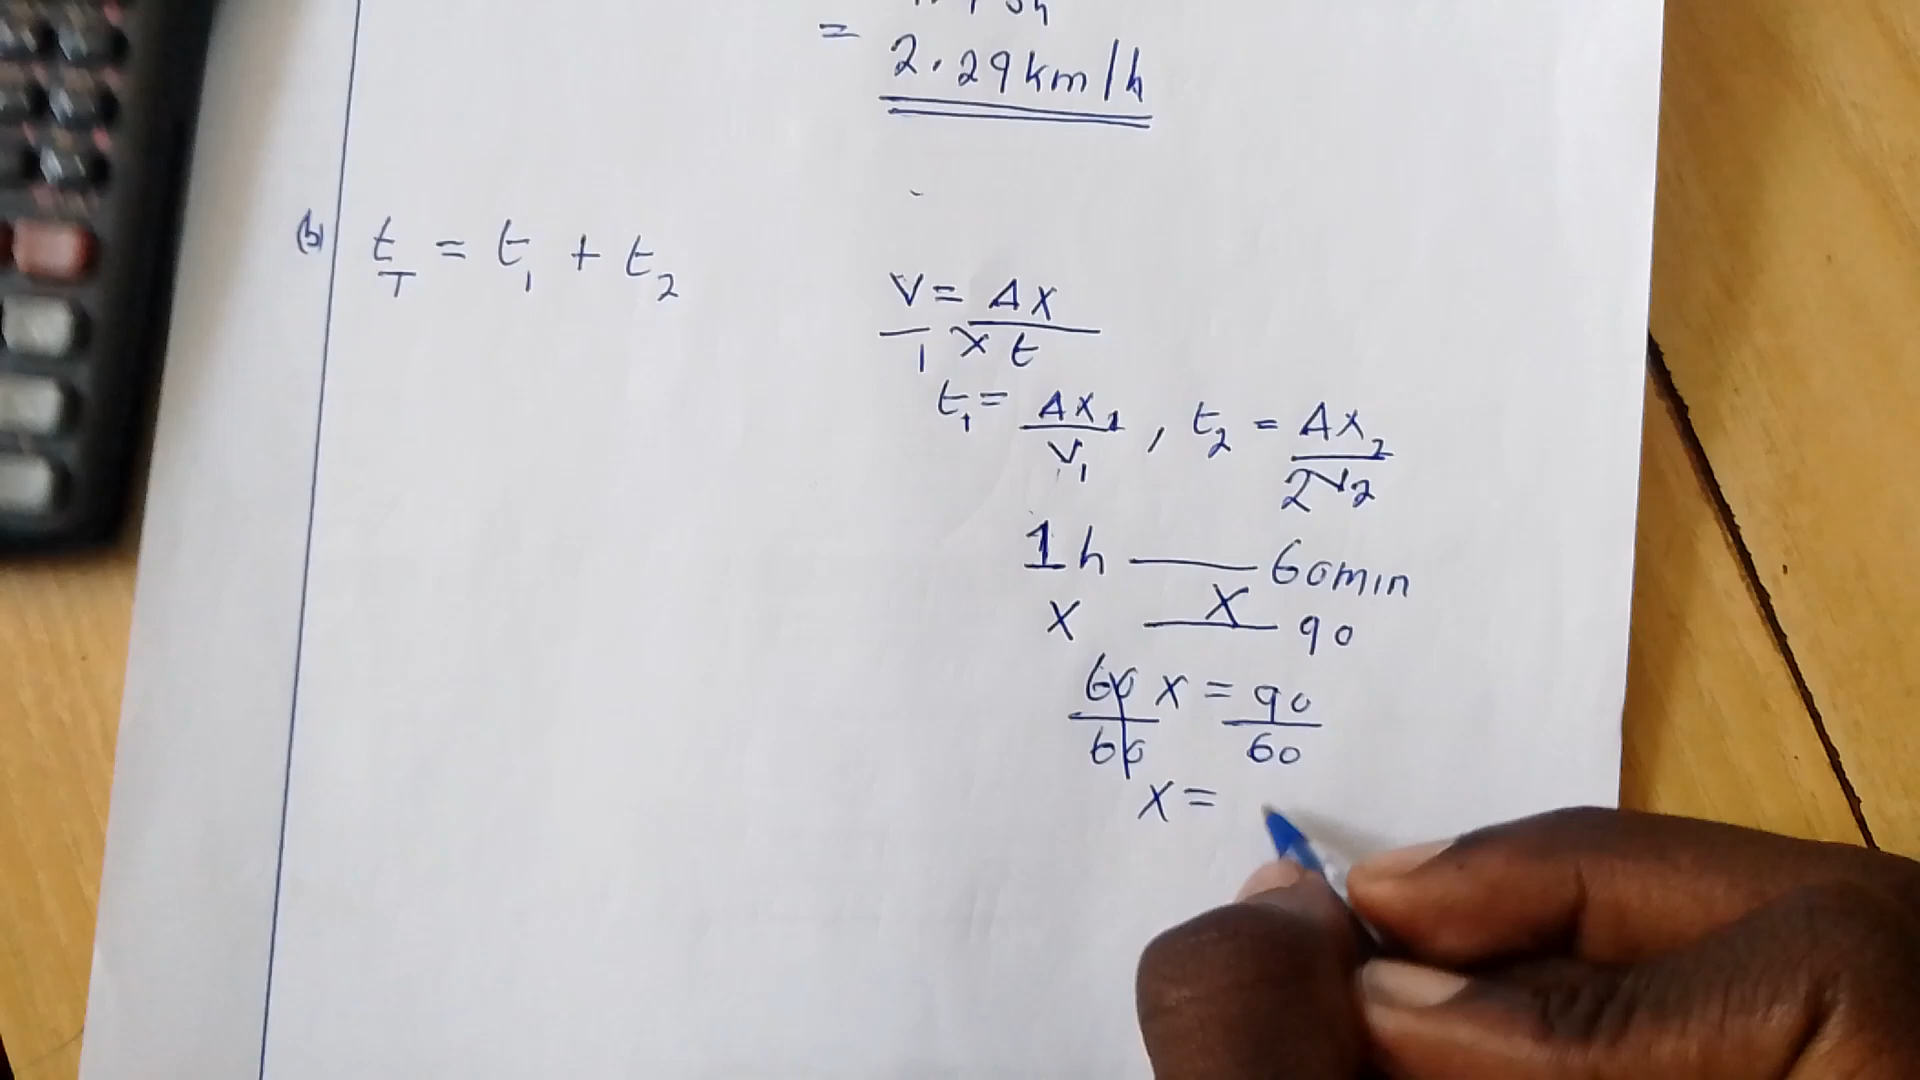 =
2.29km/h
(b) t_T = t_1 + t_2
V = ΔX
1 × t
t_1 = ΔX_1 / V_1 , t_2 = ΔX_2 / 2V_2
1h — 60min
X — X — 90
60 X = 90
60 60
X =